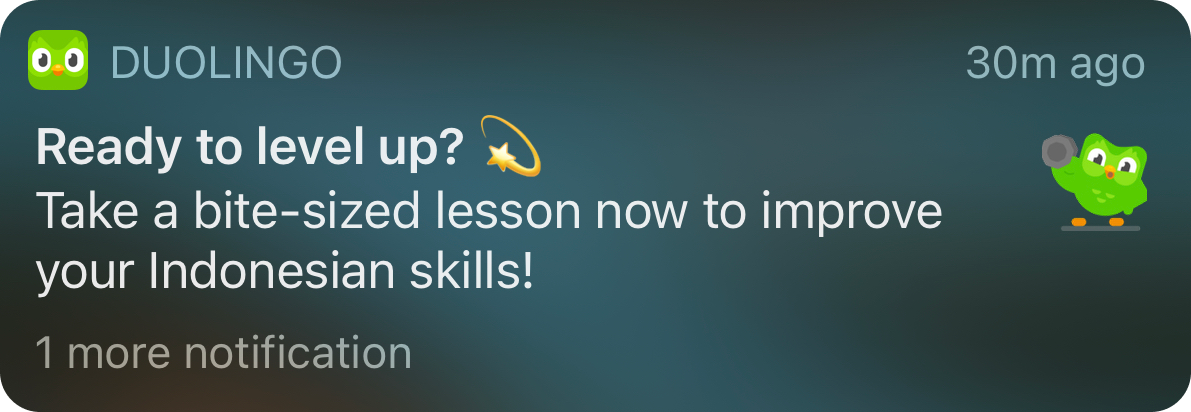 DUOLINGO
30m ago
Ready to level up? 💫
Take a bite-sized lesson now to improve
your Indonesian skills!
1 more notification